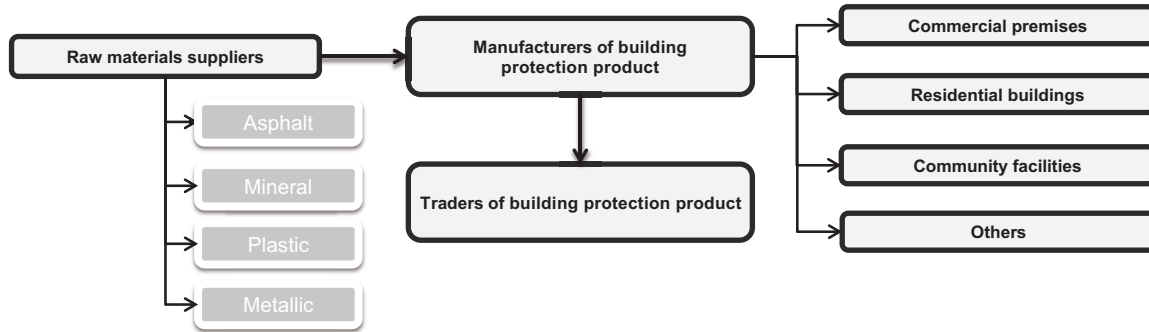 Raw materials suppliers
Asphalt
Mineral
Plastic
Metallic
Manufacturers of building
protection product
Traders of building protection product
Commercial premises
Residential buildings
Community facilities
Others